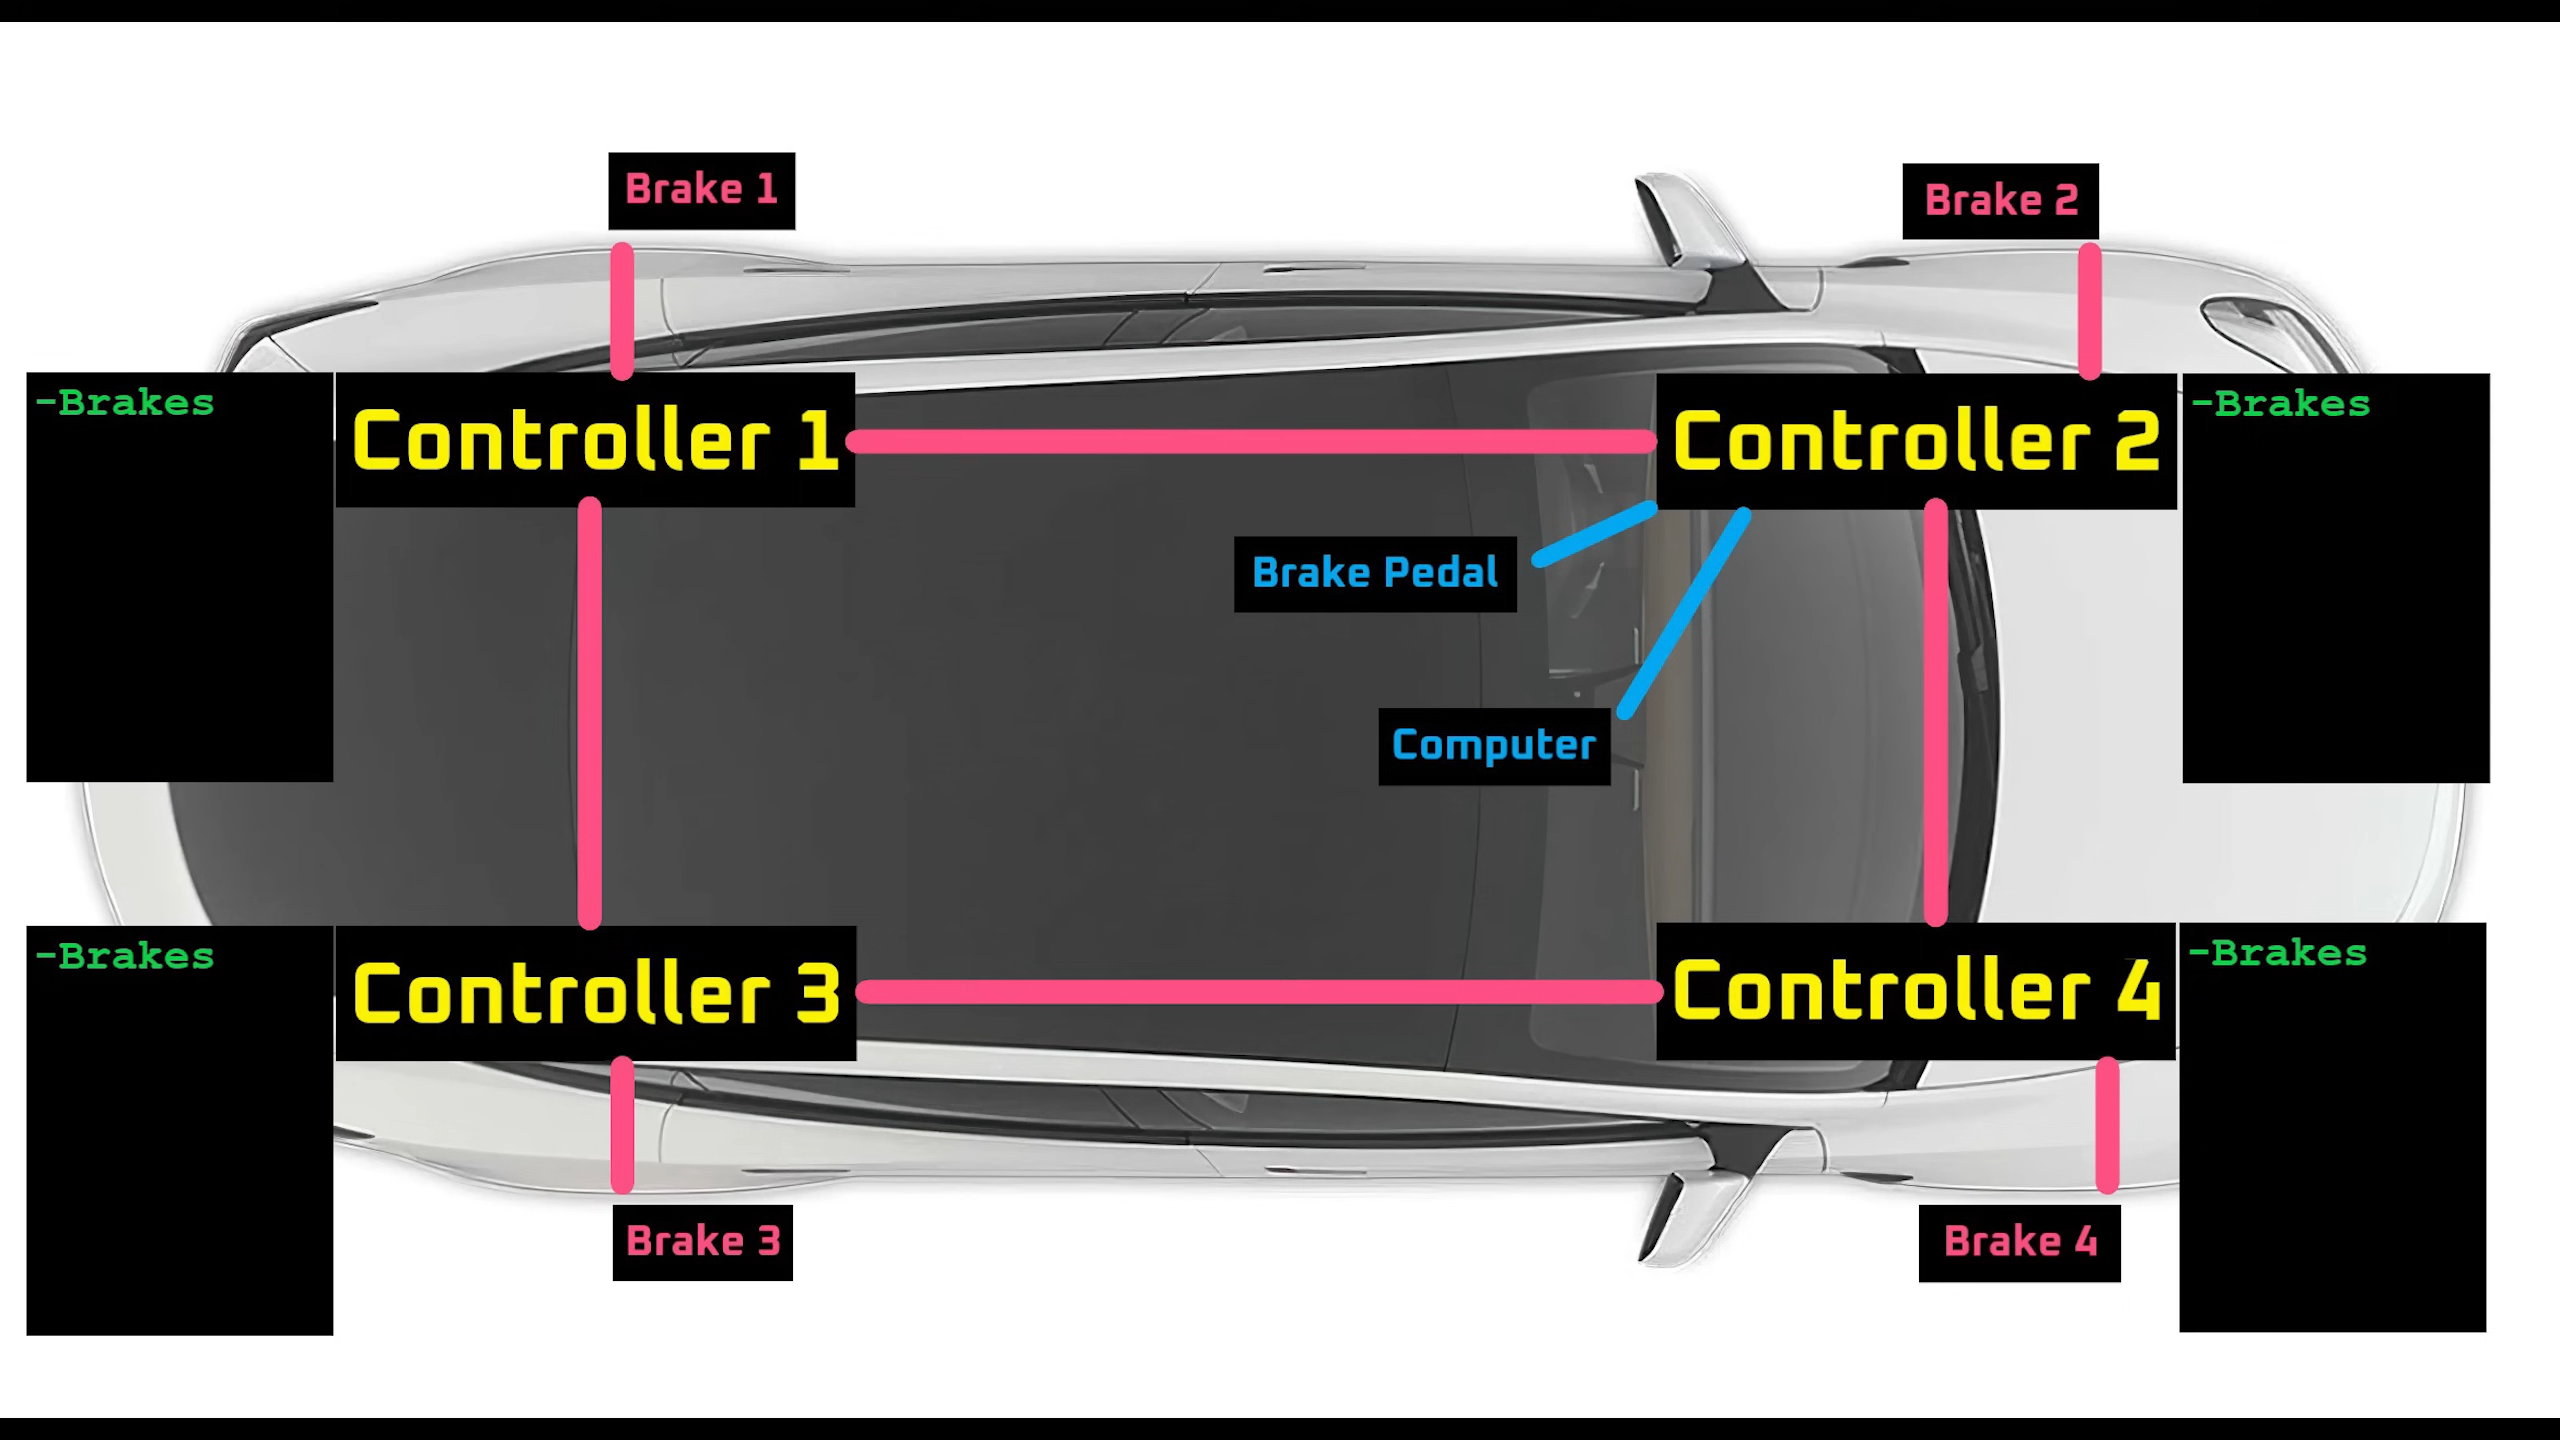 Brake 1
Brake 2
-Brakes
Controller 1
Controller 2
-Brakes
Brake Pedal
Computer
-Brakes
Controller 3
Controller 4
-Brakes
Brake 3
Brake 4